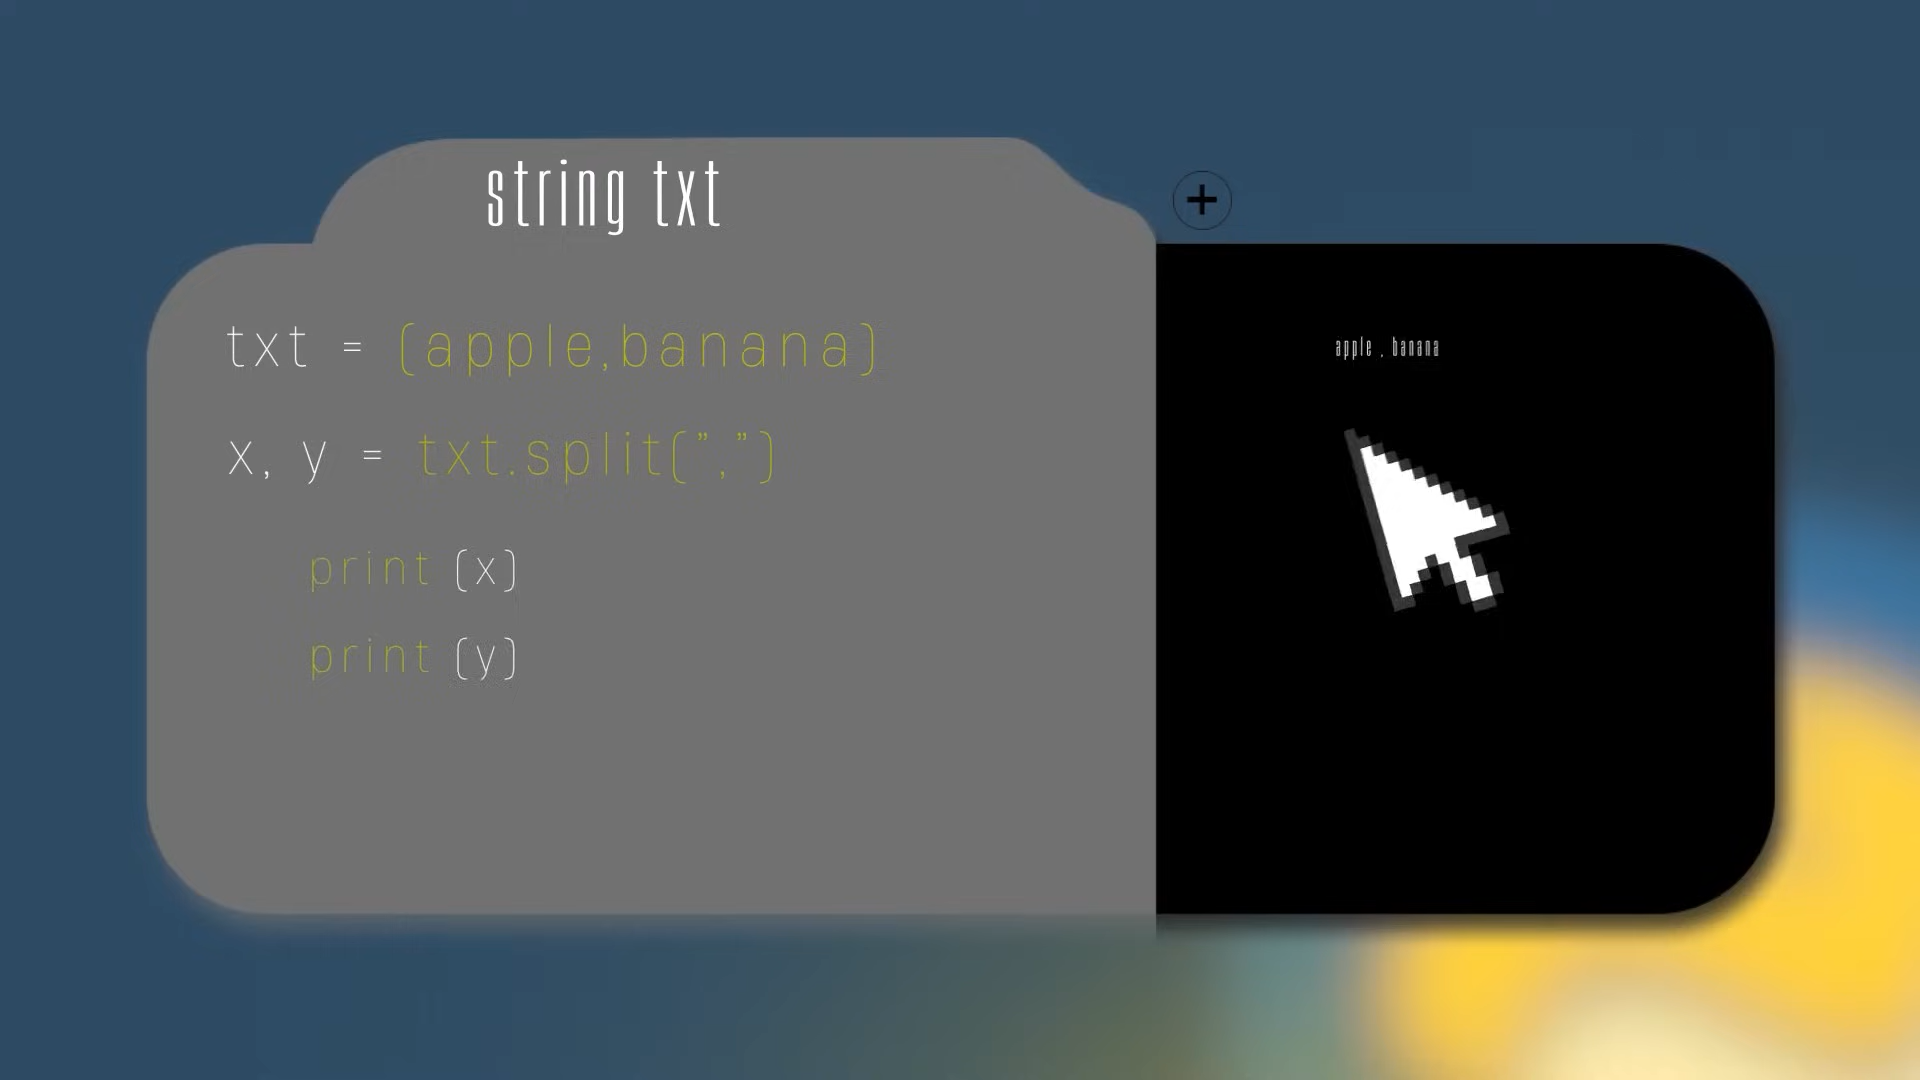 string txt
txt = (apple,banana)
x, y = txt.split(”,”)
print (x)
print (y)
apple , banana